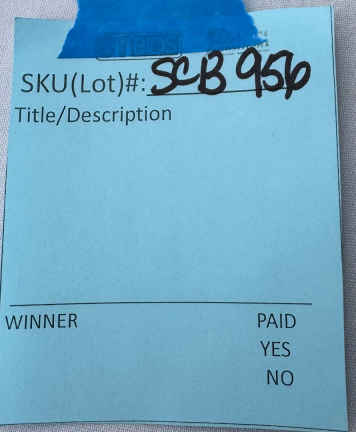 SKU(Lot)#: SCB 956
Title/Description
WINNER PAID
YES
NO